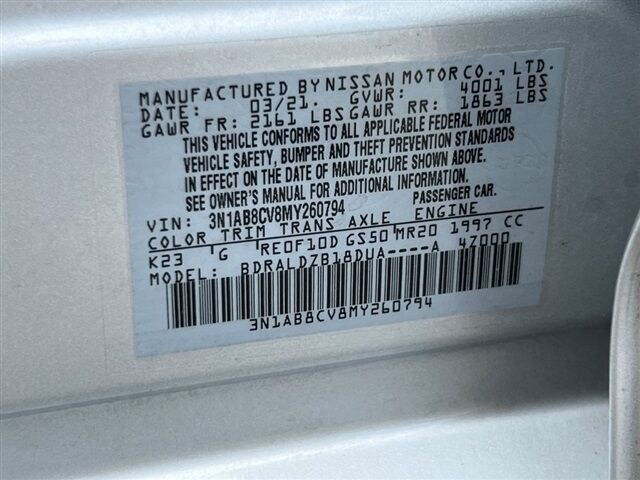 MANUFACTURED BY NISSAN MOTOR CO., LTD.
DATE: 03/21. GVWR: 4001 LBS
GAWR FR: 2161 LBS GAWR RR: 1863 LBS
THIS VEHICLE CONFORMS TO ALL APPLICABLE FEDERAL MOTOR
VEHICLE SAFETY, BUMPER AND THEFT PREVENTION STANDARDS
IN EFFECT ON THE DATE OF MANUFACTURE SHOWN ABOVE.
SEE OWNER'S MANUAL FOR ADDITIONAL INFORMATION
PASSENGER CAR.
VIN: 3N1AB8CV8MY260794
COLOR TRIM TRANS AXLE ENGINE
K23 G RE0F10D GS50 MR20 1997 CC
MODEL: BDRALDZB18DUA----A 4Z000
3N1AB8CV8MY260794